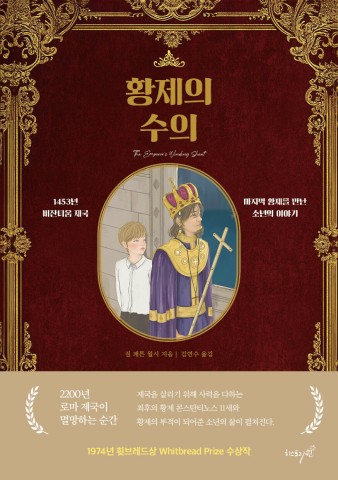 황제의
수의
The Emperor's Winding Sheet
1453년
비잔티움 제국
마지막 황제를 만난
소년의 이야기
질 페튼 월시 지음 | 김연수 옮김
2200년
로마 제국이
멸망하는 순간
제국을 살리기 위해 사력을 다하는
최후의 황제 콘스탄티노스 11세와
황제의 부적이 되어준 소년의 삶이 펼쳐진다.
1974년 휫브레드상 Whitbread Prize 수상작